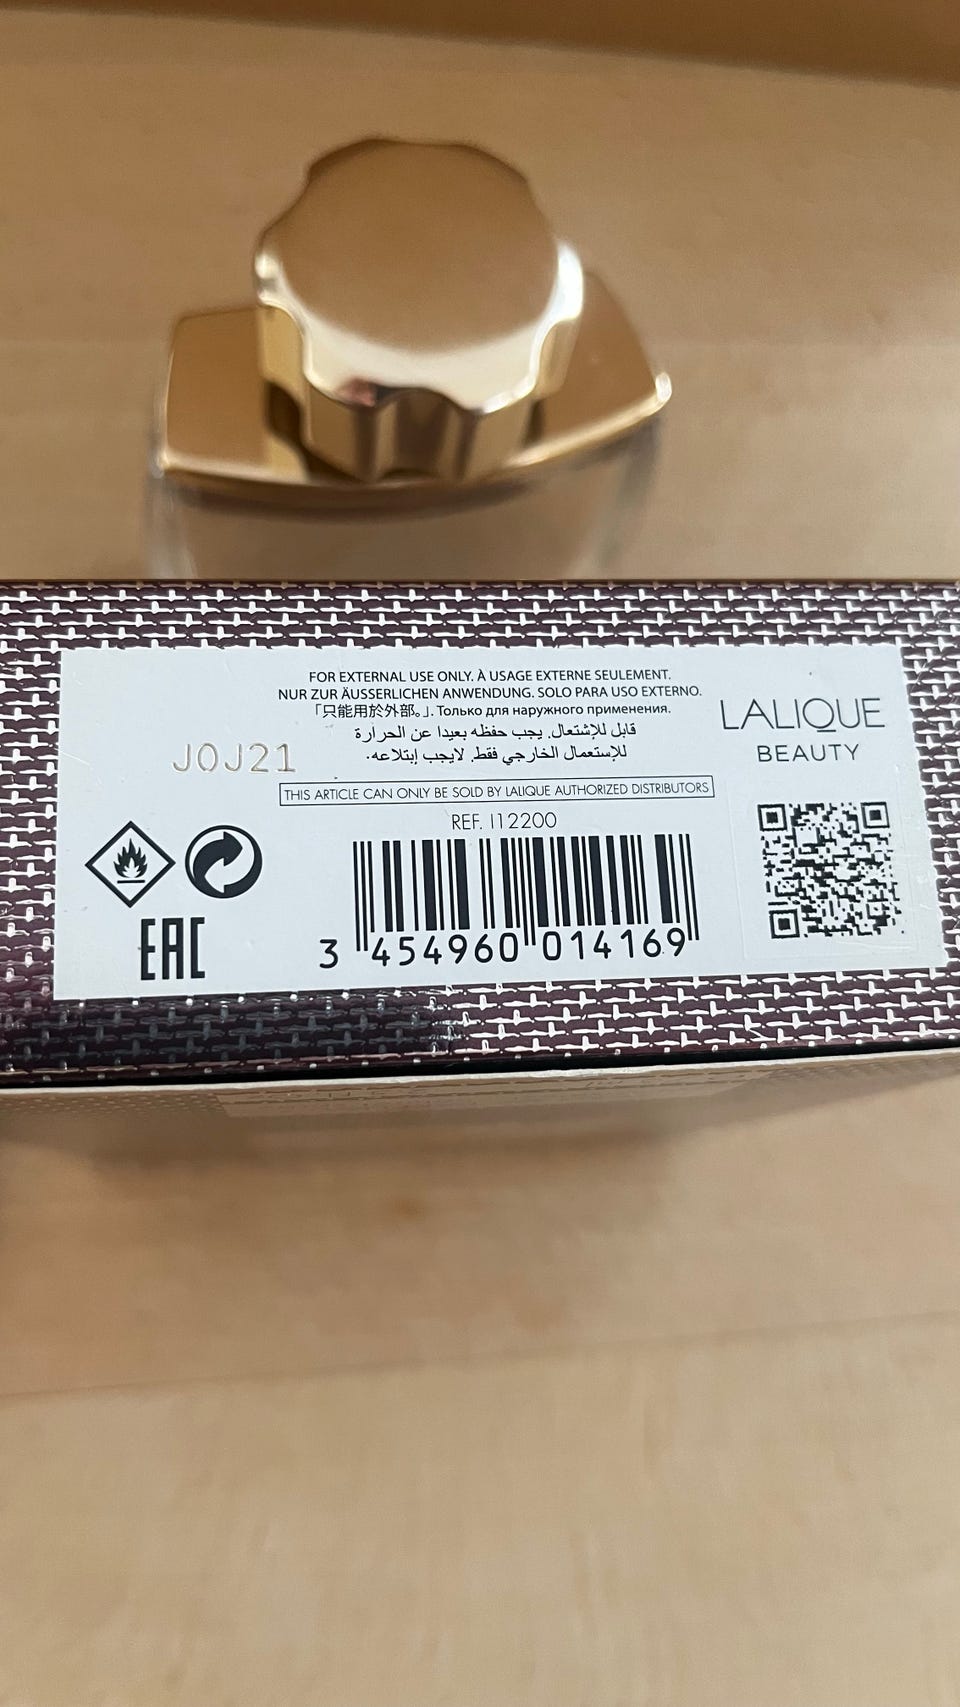 FOR EXTERNAL USE ONLY. À USAGE EXTERNE SEULEMENT.
NUR ZUR ÄUSSERLICHEN ANWENDUNG. SOLO PARA USO EXTERNO.
「只能用於外部。」. Только для наружного применения.
قابل للإشتعال. يجب حفظه بعيدا عن الحرارة
للإستعمال الخارجي فقط. لايجب إبتلاعه.
J0J21
LALIQUE
BEAUTY
THIS ARTICLE CAN ONLY BE SOLD BY LALIQUE AUTHORIZED DISTRIBUTORS
REF. I12200
EAC
3 454960 014169